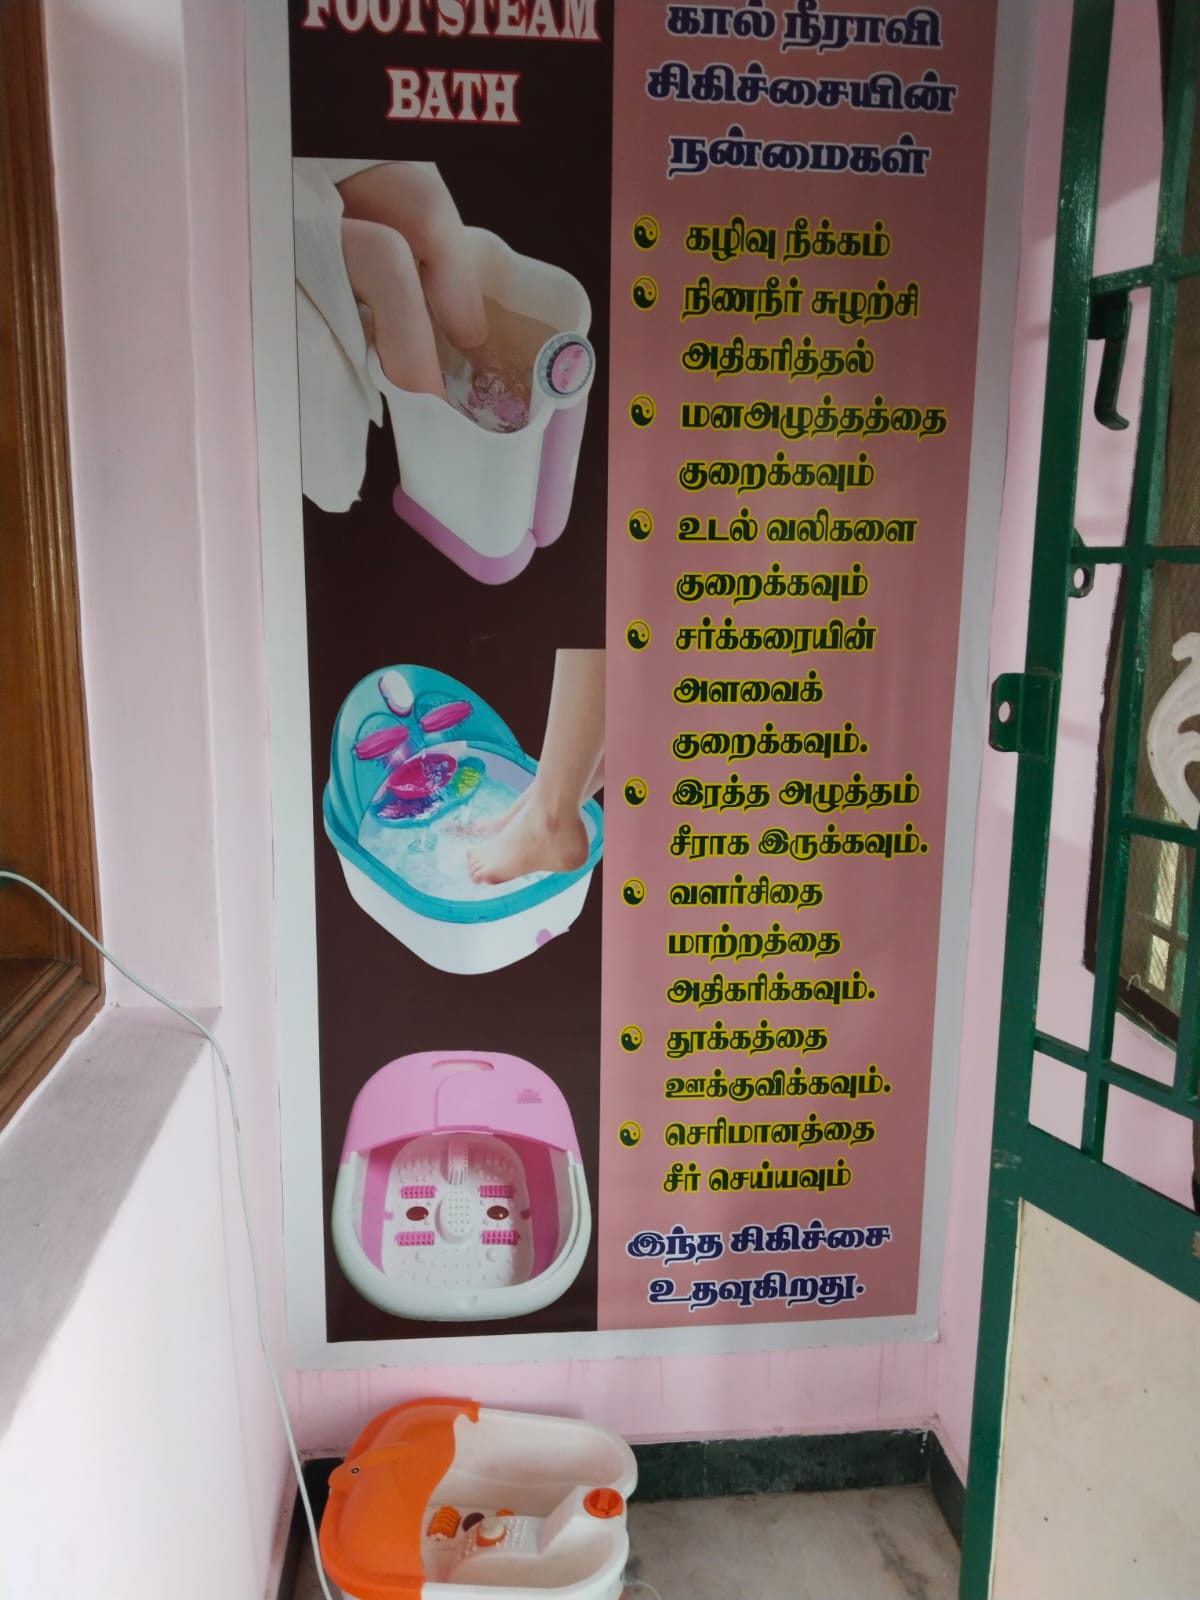 FOOT STEAM
BATH
கால் நீராவி
சிகிச்சையின்
நன்மைகள்
கழிவு நீக்கம்
நிணநீர் சுழற்சி
அதிகரித்தல்
மனஅழுத்தத்தை
குறைக்கவும்
உடல் வலிகளை
குறைக்கவும்
சர்க்கரையின்
அளவைக்
குறைக்கவும்.
இரத்த அழுத்தம்
சீராக இருக்கவும்.
வளர்சிதை
மாற்றத்தை
அதிகரிக்கவும்.
தூக்கத்தை
ஊக்குவிக்கவும்.
செரிமானத்தை
சீர் செய்யவும்
இந்த சிகிச்சை
உதவுகிறது.